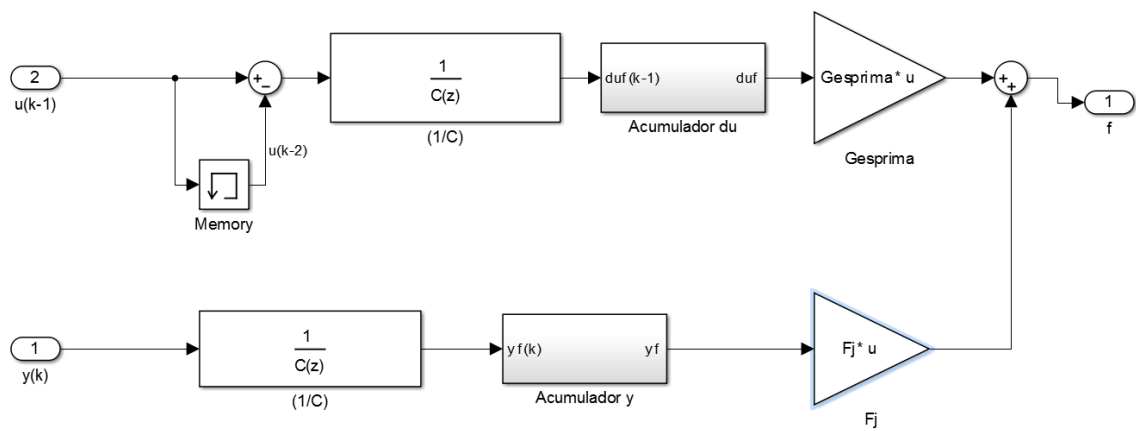 2
u(k-1)
+
−
u(k-2)
Memory
1
C(z)
(1/C)
duf(k-1)
duf
Acumulador du
Gesprima* u
Gesprima
+
+
1
f
1
y(k)
1
C(z)
(1/C)
yf(k)
yf
Acumulador y
Fj* u
Fj